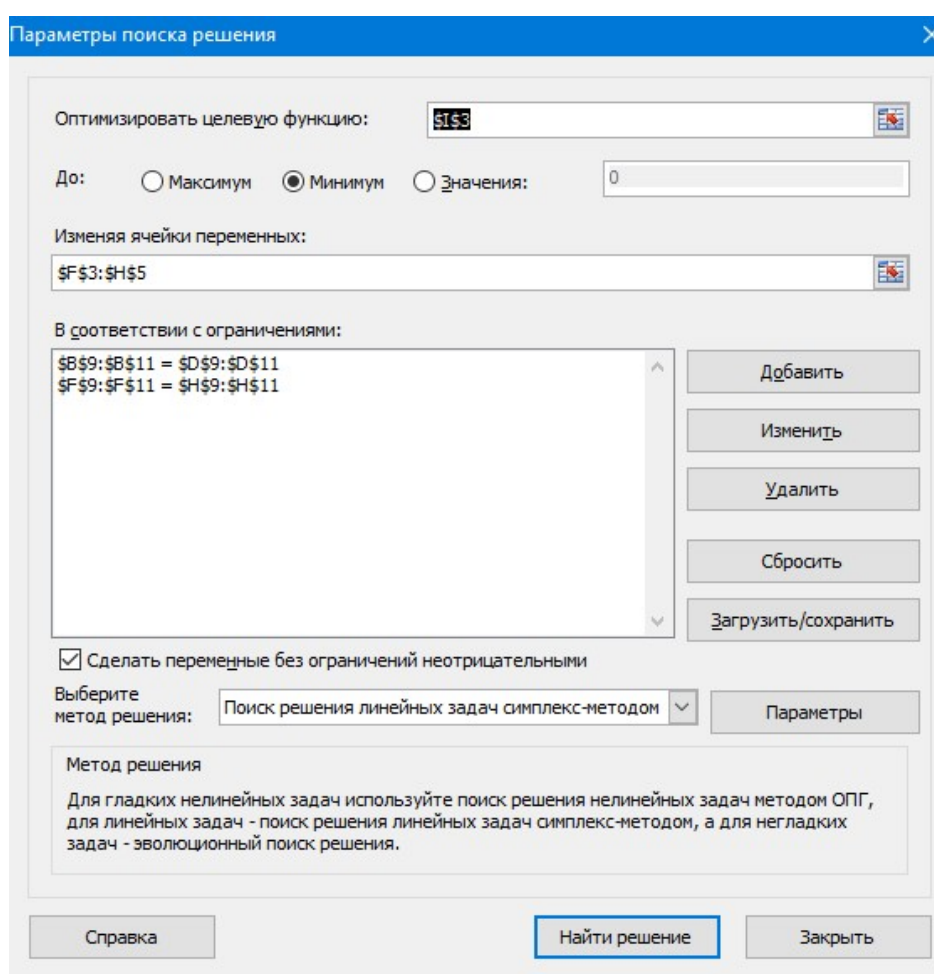 Параметры поиска решения
Оптимизировать целевую функцию:
$I$3
До:
Максимум
Минимум
Значения:
0
Изменяя ячейки переменных:
$F$3:$H$5
В соответствии с ограничениями:
$B$9:$B$11 = $D$9:$D$11
$F$9:$F$11 = $H$9:$H$11
Добавить
Изменить
Удалить
Сбросить
Загрузить/сохранить
Сделать переменные без ограничений неотрицательными
Выберите
метод решения:
Поиск решения линейных задач симплекс-методом
Параметры
Метод решения
Для гладких нелинейных задач используйте поиск решения нелинейных задач методом ОПГ,
для линейных задач - поиск решения линейных задач симплекс-методом, а для негладких
задач - эволюционный поиск решения.
Справка
Найти решение
Закрыть